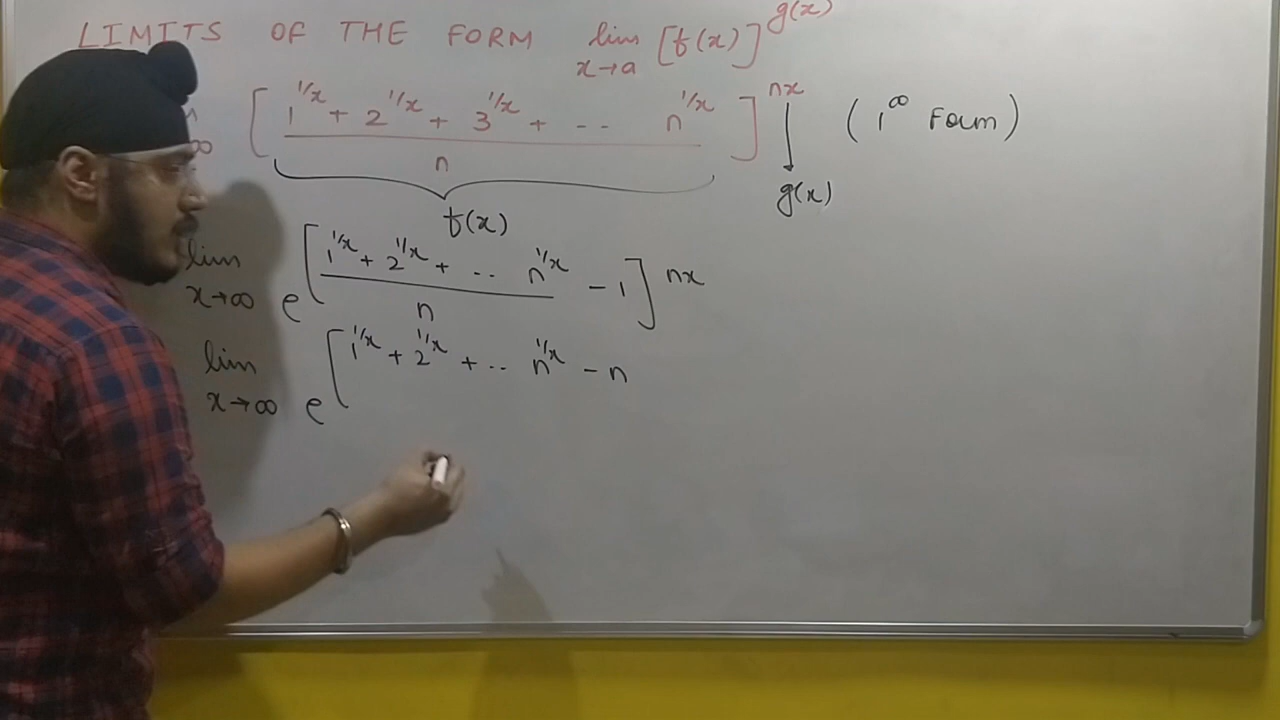 LIMITS OF THE FORM lim x→a [f(x)]^g(x)
∞ [ (1^1/x + 2^1/x + 3^1/x + -- n^1/x) / n ]^nx (1^∞ Form)
f(x) g(x)
lim x→∞ e^[ (1^1/x + 2^1/x + -- n^1/x) / n - 1 ] nx
lim x→∞ e^[ 1^1/x + 2^1/x + -- n^1/x - n